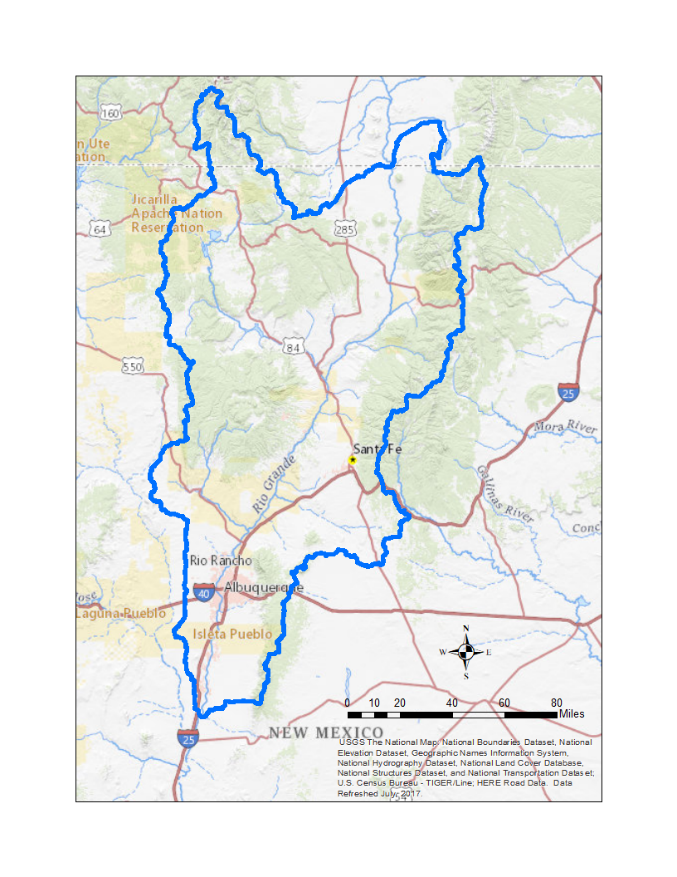 160
n Ute
ation
Jicarilla
Apache Nation
Reservation
64
285
84
550
25
Mora River
Santa Fe
Rio Grande
Gallinas River
Conc
Rio Rancho
40
Albuquerque
ose
Laguna Pueblo
Isleta Pueblo
N
W E
S
0 10 20 40 60 80
Miles
25
NEW MEXICO
USGS The National Map: National Boundaries Dataset, National
Elevation Dataset, Geographic Names Information System,
National Hydrography Dataset, National Land Cover Database,
National Structures Dataset, and National Transportation Dataset;
U.S. Census Bureau - TIGER/Line; HERE Road Data. Data
Refreshed July, 2017.
54